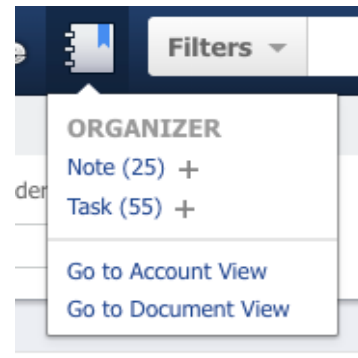 Filters
ORGANIZER
Note (25) +
Task (55) +
Go to Account View
Go to Document View